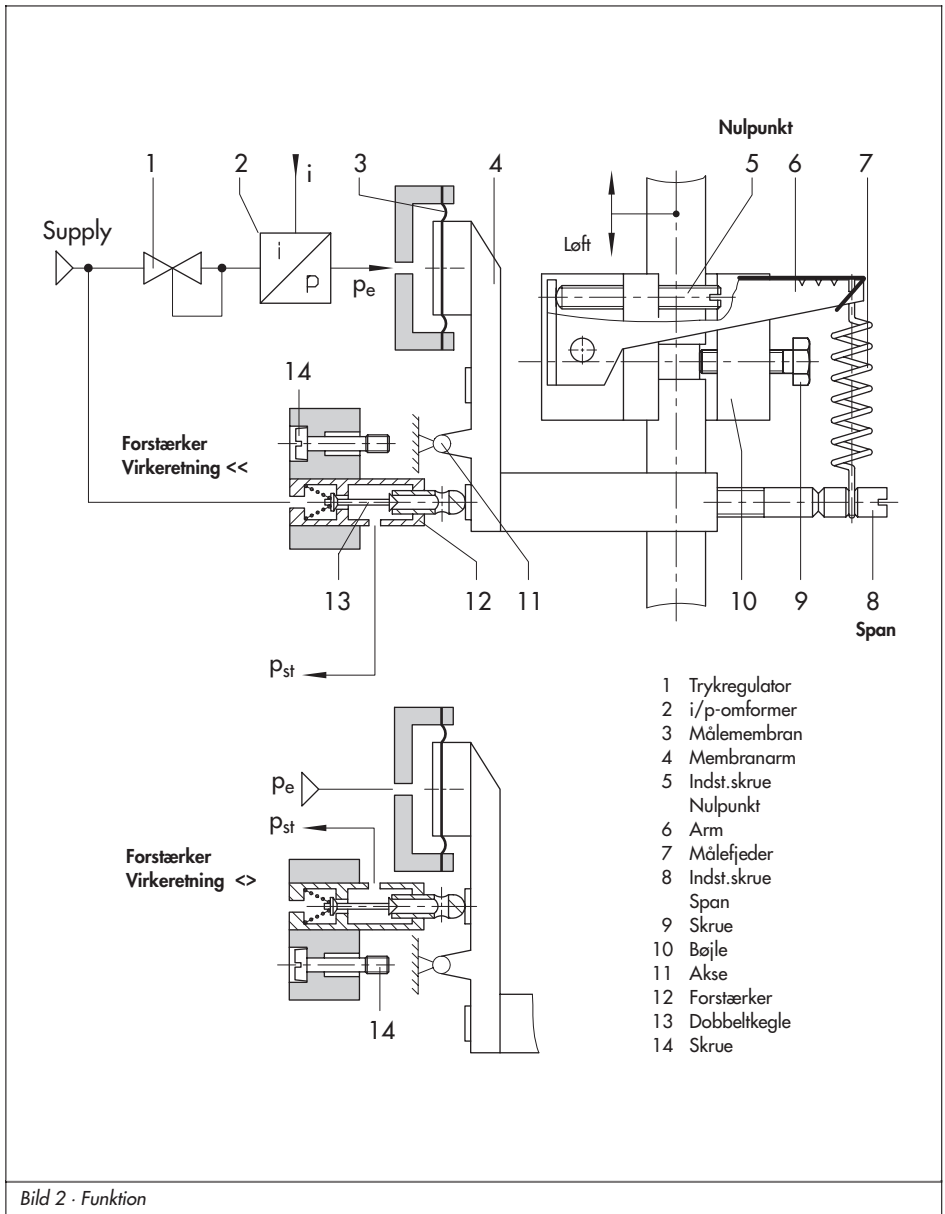 Nulpunkt
1 2 3 4 5 6 7
i
Supply
Løft
i
p
pe
14
Forstærker
Virkeretning <<
13 12 11 10 9 8
Span
pst
pe
pst
Forstærker
Virkeretning <>
14
1 Trykregulator
2 i/p-omformer
3 Målemembran
4 Membranarm
5 Indst.skrue
Nulpunkt
6 Arm
7 Målefjeder
8 Indst.skrue
Span
9 Skrue
10 Bøjle
11 Akse
12 Forstærker
13 Dobbeltkegle
14 Skrue
Bild 2 · Funktion